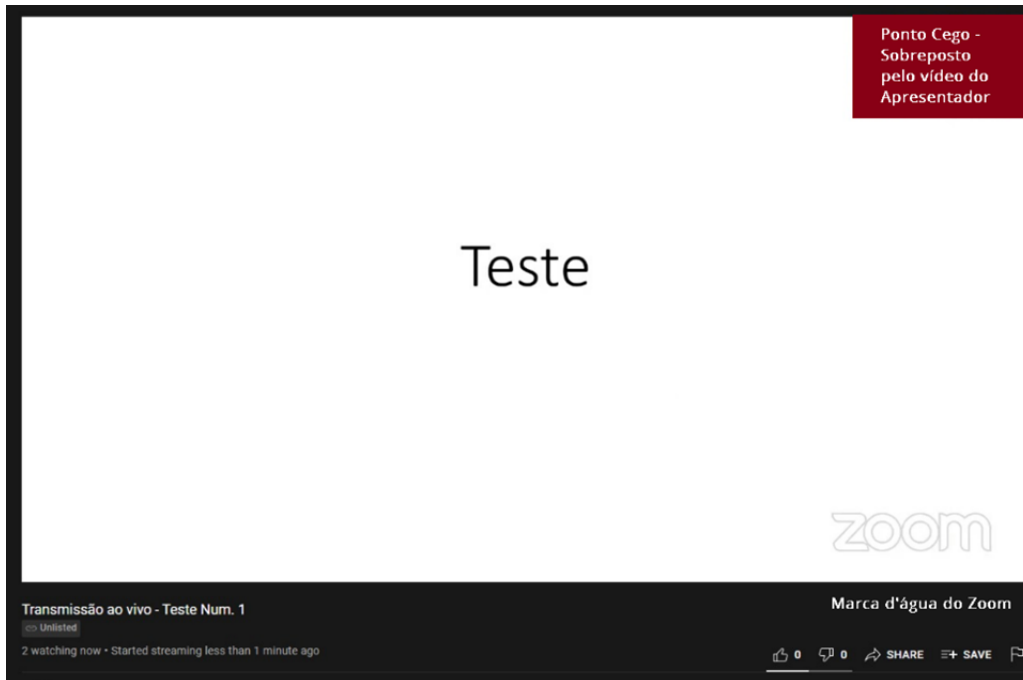 Ponto Cego -
Sobreposto
pelo vídeo do
Apresentador
Teste
zoom
Marca d'água do Zoom
Transmissão ao vivo - Teste Num. 1
Unlisted
2 watching now • Started streaming less than 1 minute ago
0 0 SHARE SAVE